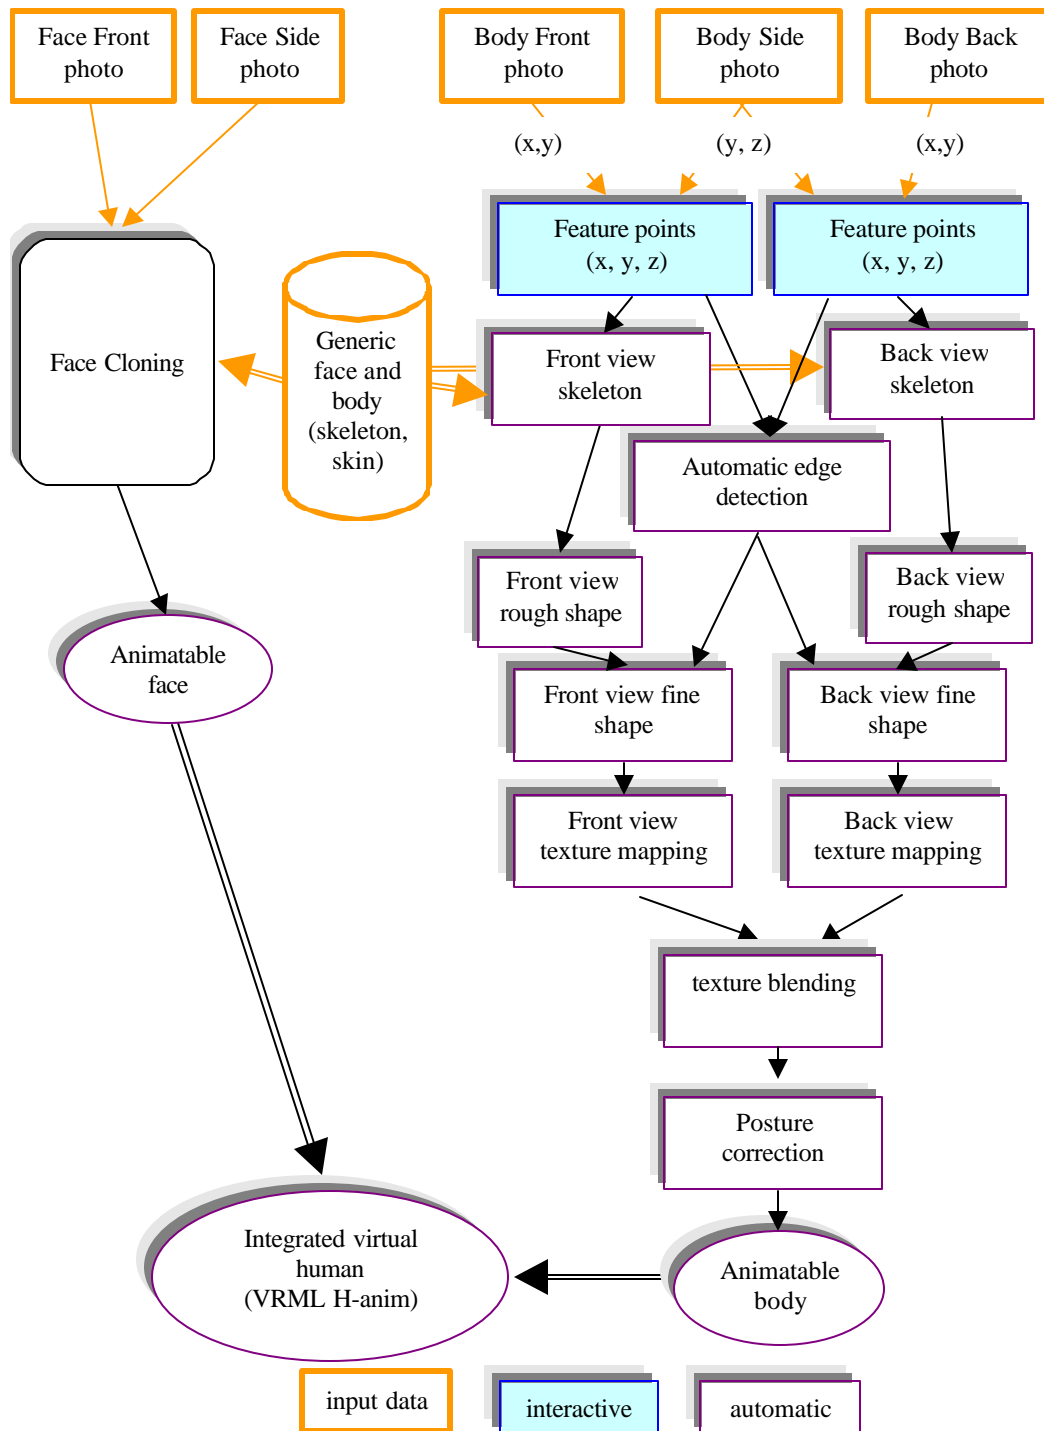 Face Front
photo
Face Side
photo
Body Front
photo
Body Side
photo
Body Back
photo
(x,y)
(y, z)
(x,y)
Feature points
(x, y, z)
Feature points
(x, y, z)
Face Cloning
Generic
face and
body
(skeleton,
skin)
Front view
skeleton
Back view
skeleton
Automatic edge
detection
Front view
rough shape
Back view
rough shape
Animatable
face
Front view fine
shape
Back view fine
shape
Front view
texture mapping
Back view
texture mapping
texture blending
Posture
correction
Integrated virtual
human
(VRML H-anim)
Animatable
body
input data
interactive
automatic